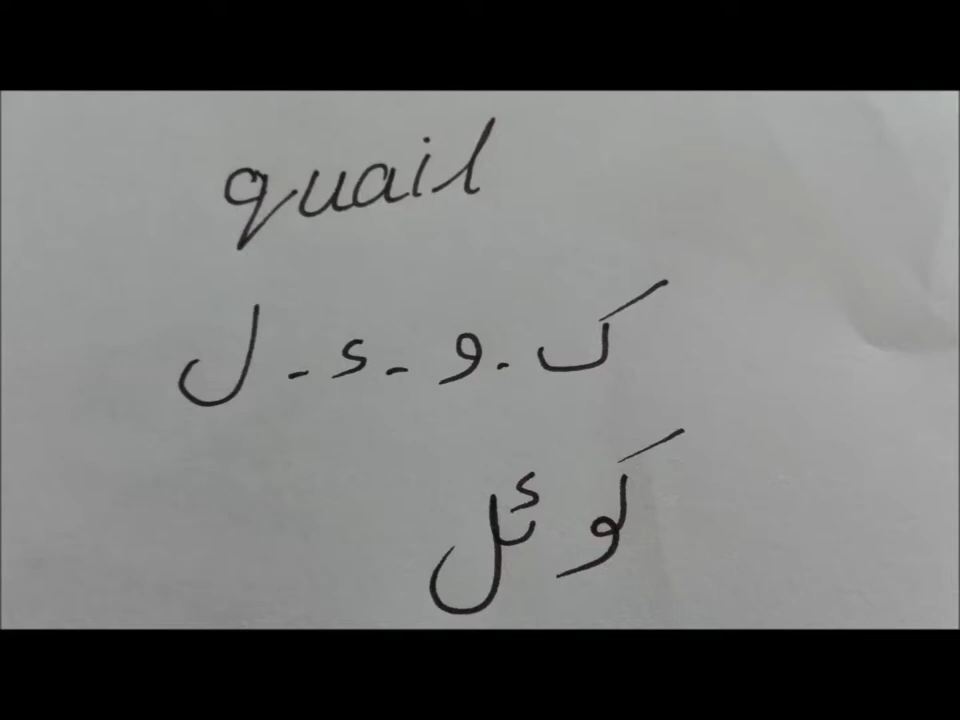 quail
ک - و - ء - ل
کوئل